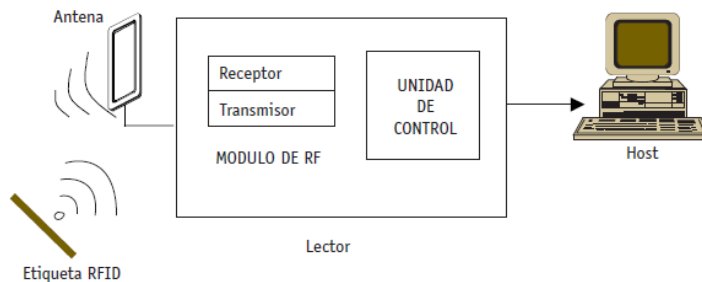 Antena
Receptor
Transmisor
MODULO DE RF
UNIDAD
DE
CONTROL
Host
Lector
Etiqueta RFID